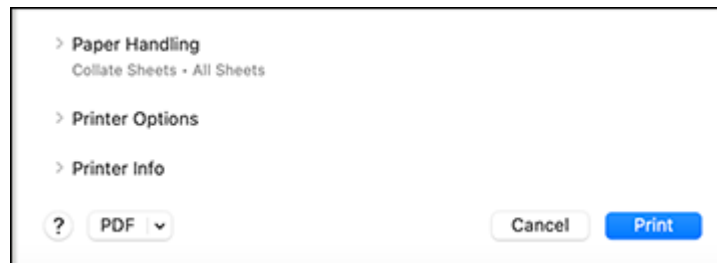 Paper Handling
Collate Sheets • All Sheets
Printer Options
Printer Info
? PDF Cancel Print